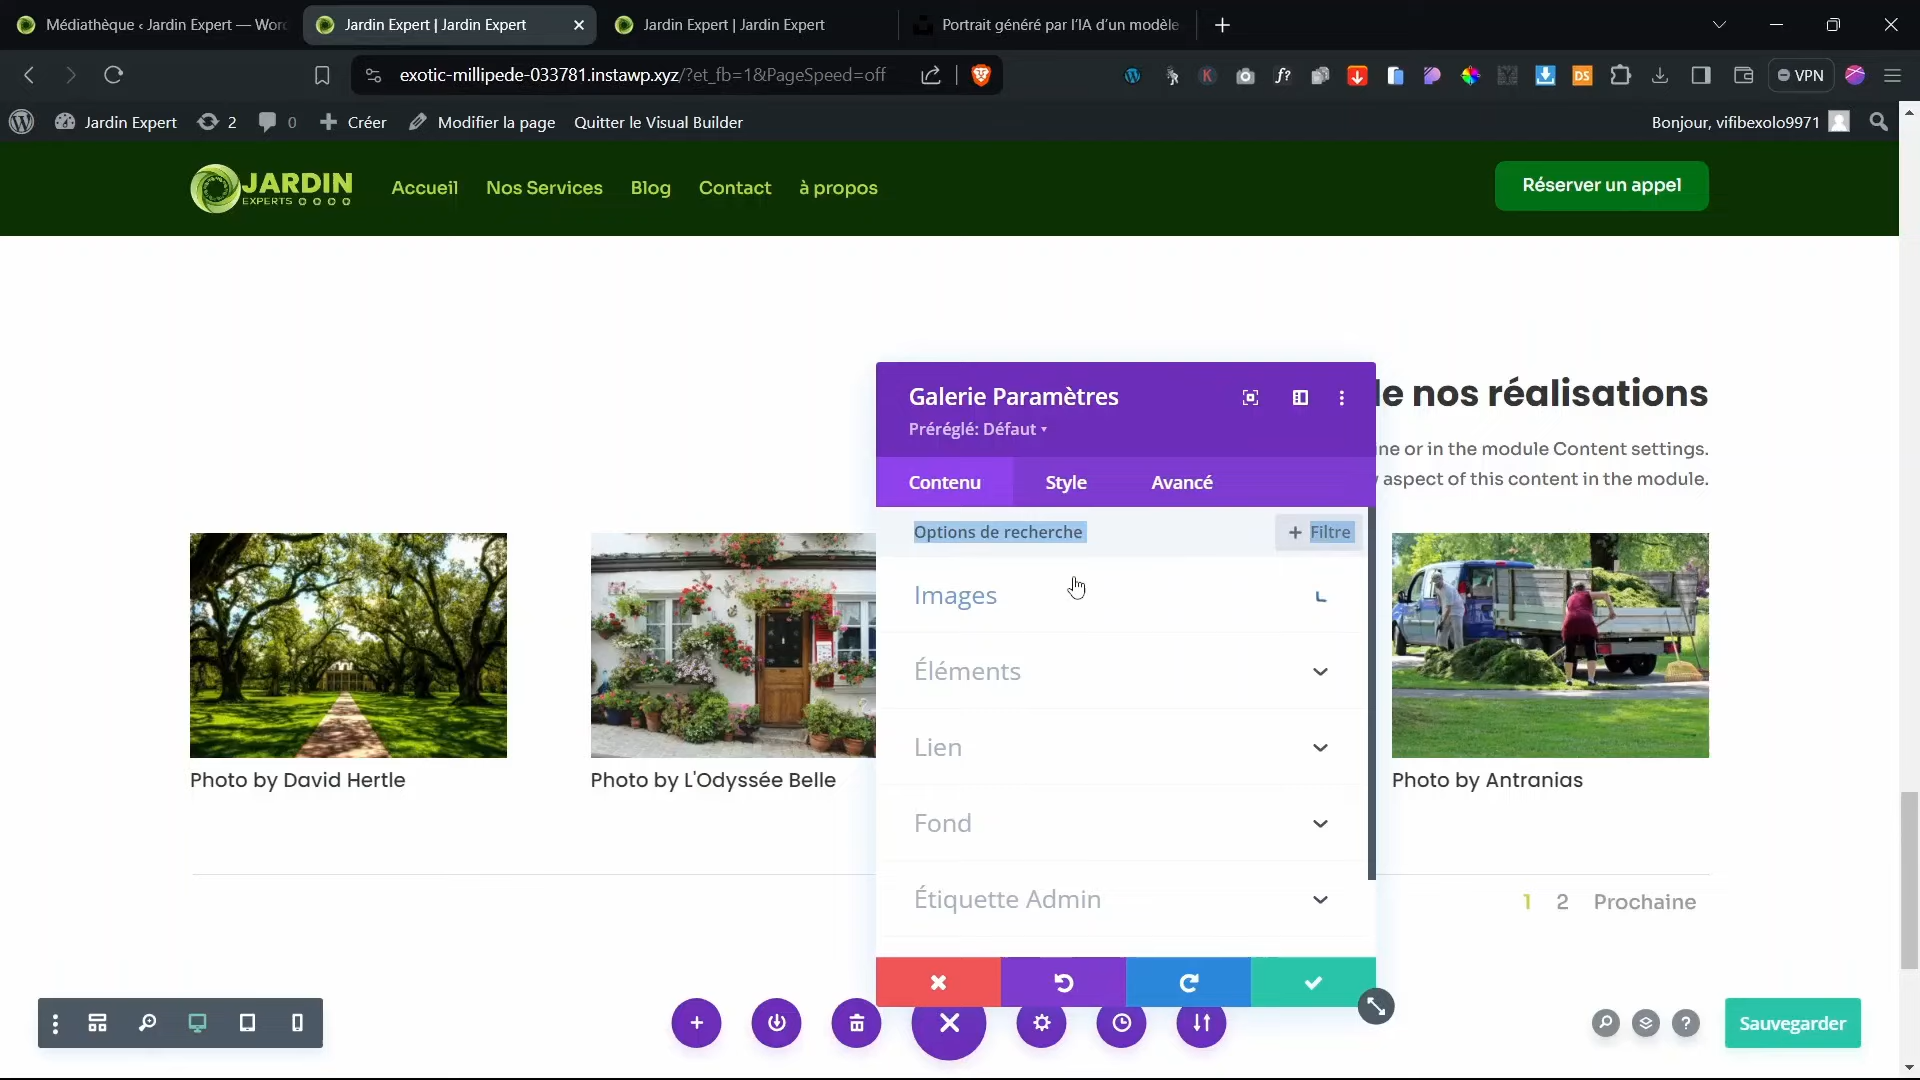 Médiathèque ‹ Jardin Expert — Word
Jardin Expert | Jardin Expert
Jardin Expert | Jardin Expert
Portrait généré par l'IA d'un modèle
exotic-millipede-033781.instawp.xyz/?et_fb=1&PageSpeed=off
VPN
Jardin Expert
2
0
Créer
Modifier la page
Quitter le Visual Builder
Bonjour, vifibexolo9971
JARDIN
EXPERTS
Accueil
Nos Services
Blog
Contact
à propos
Réserver un appel
Galerie Paramètres
Préréglé: Défaut
le nos réalisations
ine or in the module Content settings.
aspect of this content in the module.
Contenu
Style
Avancé
Options de recherche
+ Filtre
Images
Éléments
Lien
Fond
Étiquette Admin
Photo by David Hertle
Photo by L'Odyssée Belle
Photo by Antranias
1 2 Prochaine
Sauvegarder